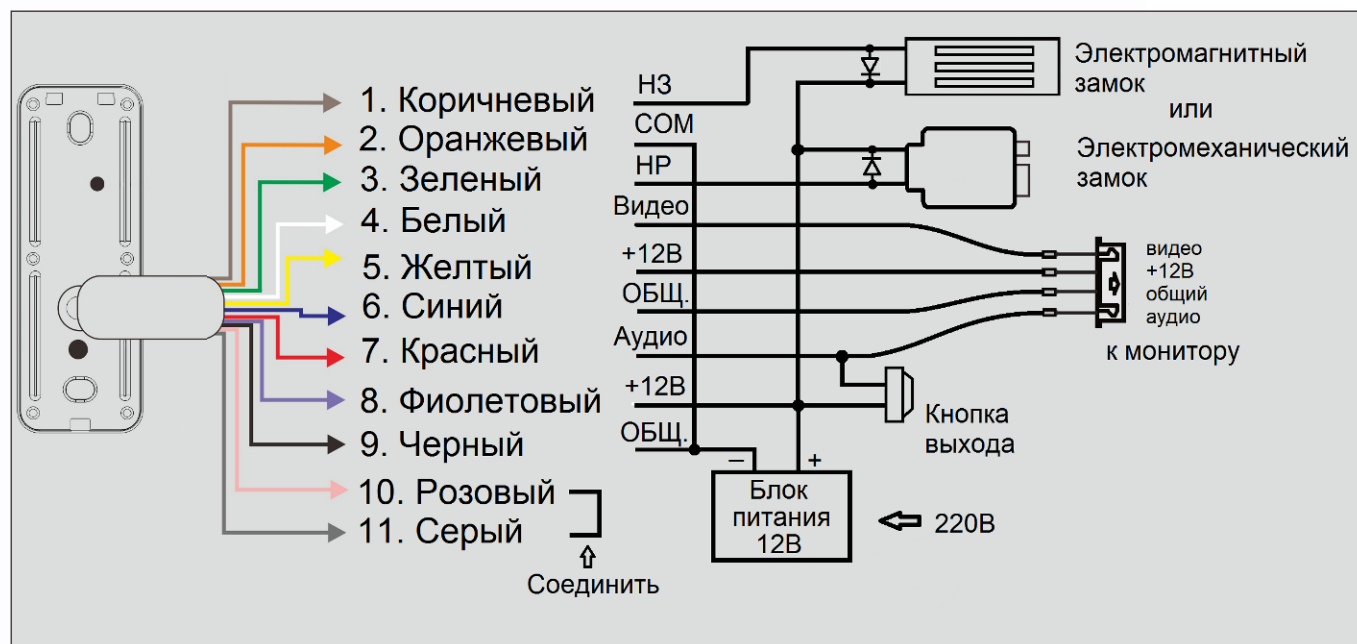 1. Коричневый
2. Оранжевый
3. Зеленый
4. Белый
5. Желтый
6. Синий
7. Красный
8. Фиолетовый
9. Черный
10. Розовый
11. Серый
Соединить
НЗ
COM
НР
Видео
+12В
ОБЩ.
Аудио
+12В
ОБЩ.
Электромагнитный
замок
или
Электромеханический
замок
видео
+12В
общий
аудио
к монитору
Кнопка
выхода
– +
Блок
питания
12В
220В